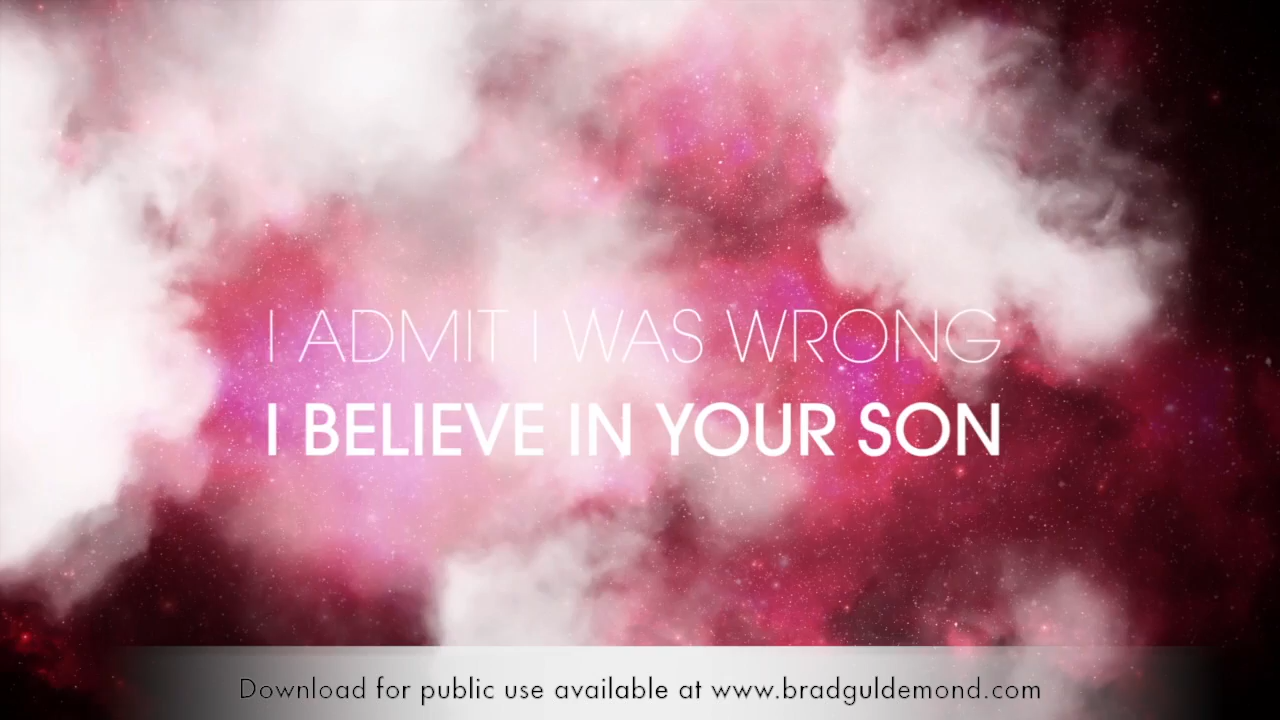 I ADMIT I WAS WRONG
I BELIEVE IN YOUR SON
Download for public use available at www.bradguldemond.com